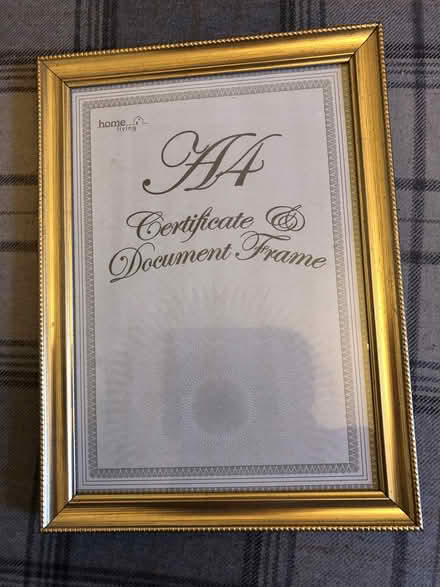 home
living
A4
Certificate &
Document Frame